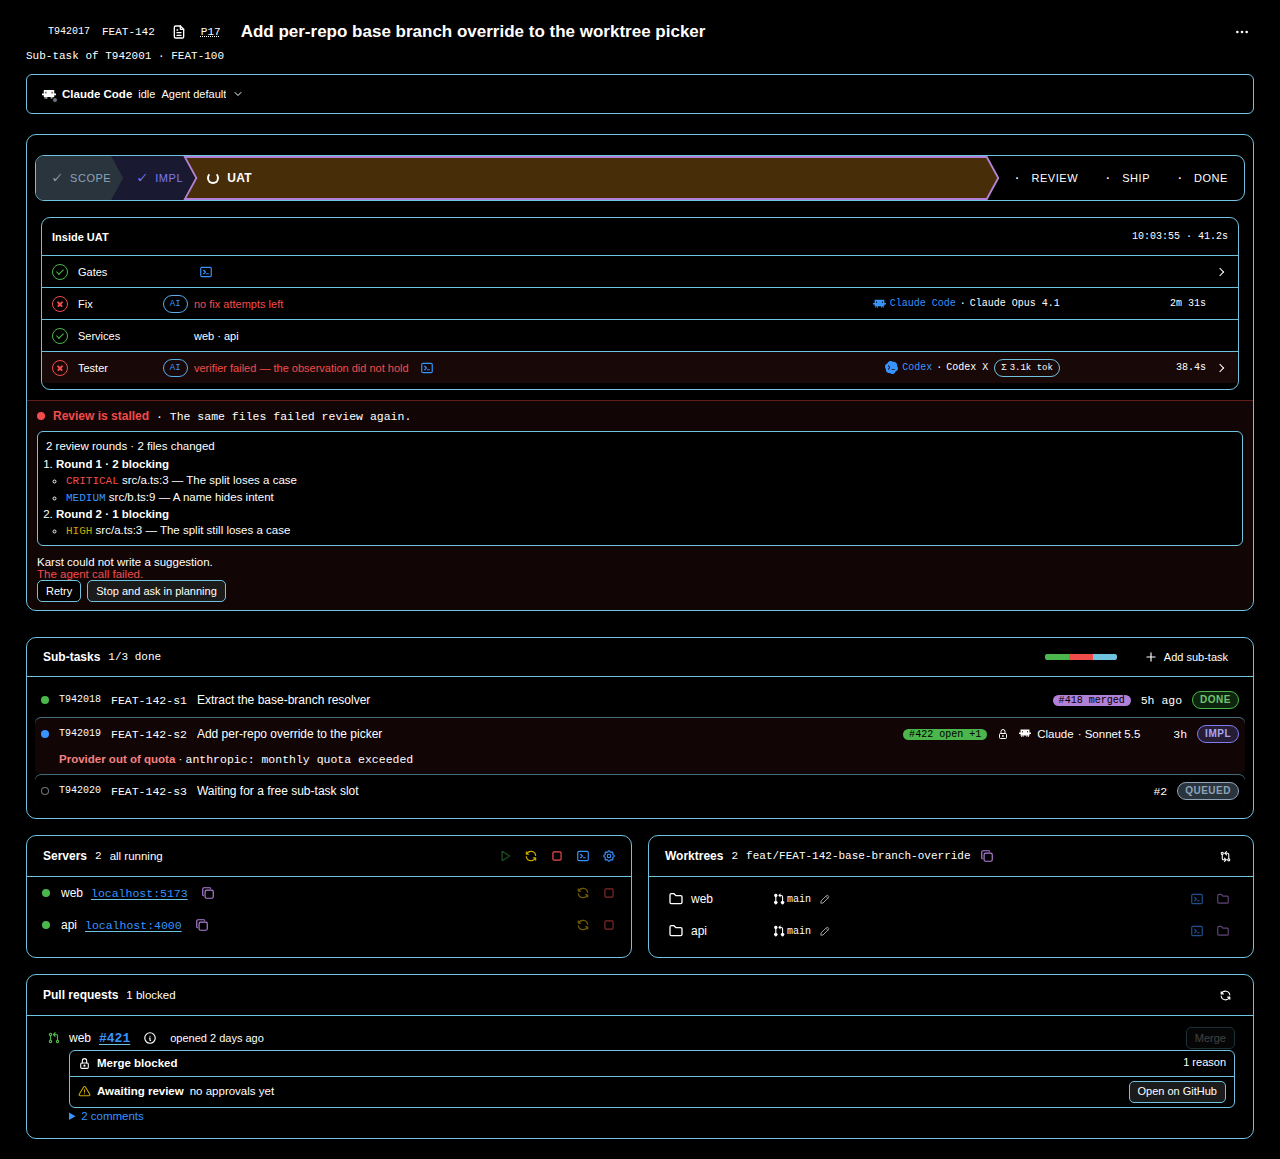 T942017 FEAT-142 P17 Add per-repo base branch override to the worktree picker
Sub-task of T942001 · FEAT-100
Claude Code idle Agent default
SCOPE IMPL UAT · REVIEW · SHIP · DONE
Inside UAT 10:03:55 · 41.2s
Gates
Fix AI no fix attempts left Claude Code · Claude Opus 4.1 2m 31s
Services web · api
Tester AI verifier failed — the observation did not hold Codex · Codex X Σ 3.1k tok 38.4s
Review is stalled · The same files failed review again.
2 review rounds · 2 files changed
1. Round 1 · 2 blocking
CRITICAL src/a.ts:3 — The split loses a case
MEDIUM src/b.ts:9 — A name hides intent
2. Round 2 · 1 blocking
HIGH src/a.ts:3 — The split still loses a case
Karst could not write a suggestion.
The agent call failed.
Retry Stop and ask in planning
Sub-tasks 1/3 done Add sub-task
T942018 FEAT-142-s1 Extract the base-branch resolver #418 merged 5h ago DONE
T942019 FEAT-142-s2 Add per-repo override to the picker #422 open +1 Claude · Sonnet 5.5 3h IMPL
Provider out of quota · anthropic: monthly quota exceeded
T942020 FEAT-142-s3 Waiting for a free sub-task slot #2 QUEUED
Servers 2 all running
web localhost:5173
api localhost:4000
Worktrees 2 feat/FEAT-142-base-branch-override
web main
api main
Pull requests 1 blocked
web #421 opened 2 days ago Merge
Merge blocked 1 reason
Awaiting review no approvals yet Open on GitHub
2 comments